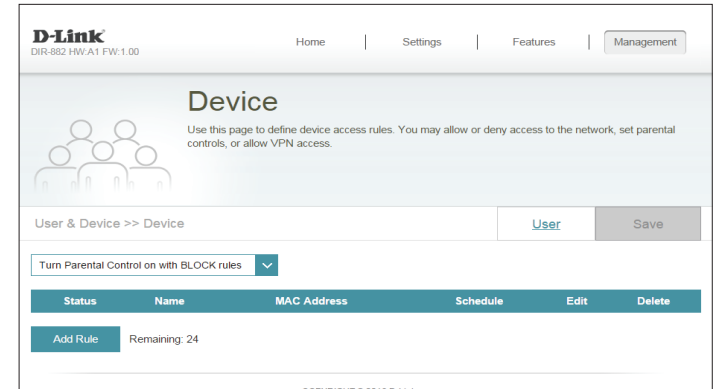 D-Link
DIR-882 HW:A1 FW:1.00
Home Settings Features Management
Device
Use this page to define device access rules. You may allow or deny access to the network, set parental
controls, or allow VPN access.
User & Device >> Device
User Save
Turn Parental Control on with BLOCK rules
Status Name MAC Address Schedule Edit Delete
Add Rule Remaining: 24